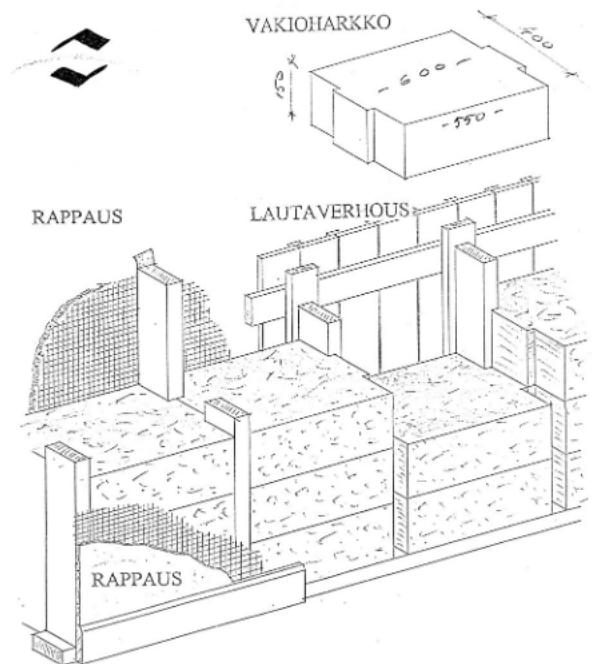 VAKIOHARKKO
400
- 600 -
150
- 550 -
RAPPAUS
LAUTAVERHOUS
RAPPAUS